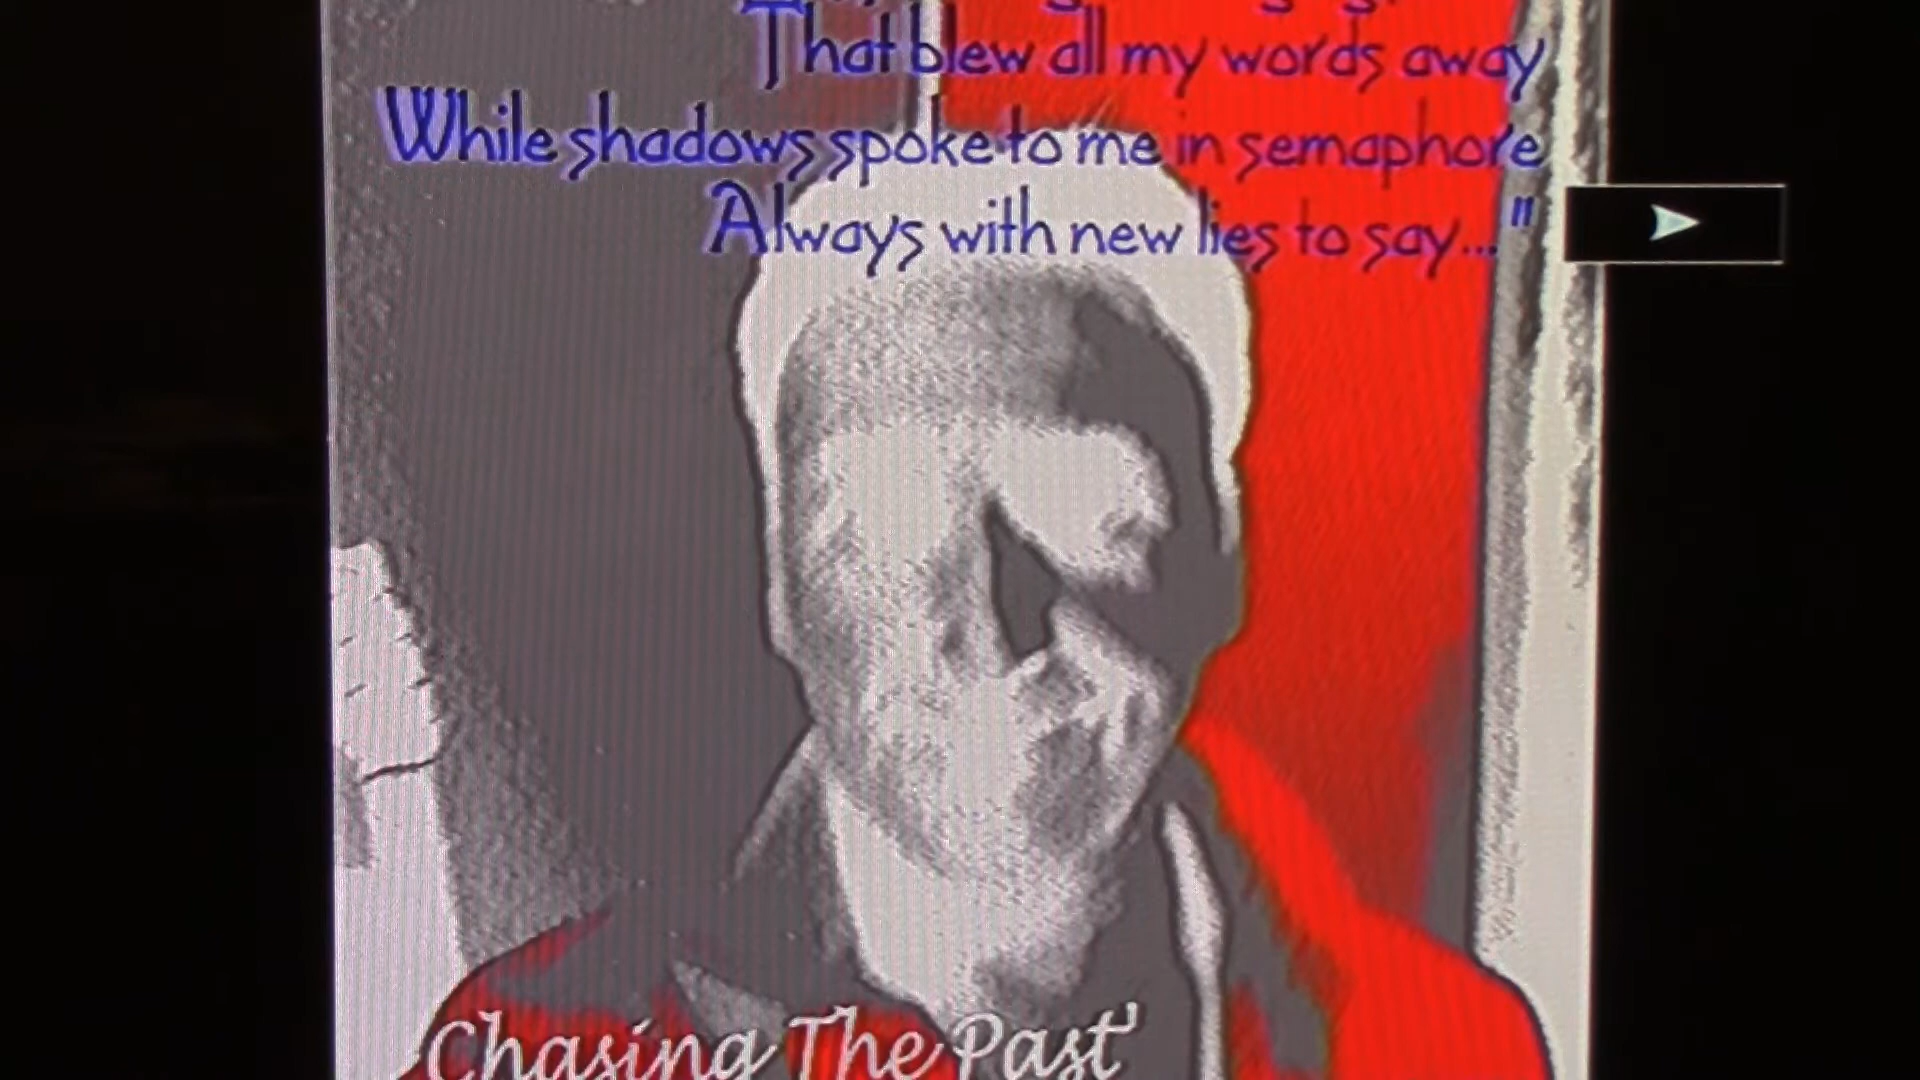 That blew all my words away
While shadows spoke to me in semaphore
Always with new lies to say..."
Chasing The Past'